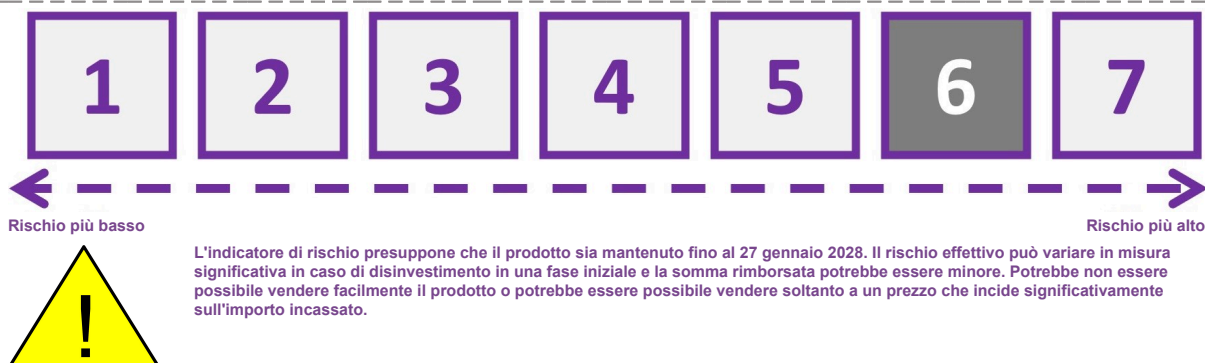 1 2 3 4 5 6 7
Rischio più basso Rischio più alto
L'indicatore di rischio presuppone che il prodotto sia mantenuto fino al 27 gennaio 2028. Il rischio effettivo può variare in misura
significativa in caso di disinvestimento in una fase iniziale e la somma rimborsata potrebbe essere minore. Potrebbe non essere
possibile vendere facilmente il prodotto o potrebbe essere possibile vendere soltanto a un prezzo che incide significativamente
sull'importo incassato.
!